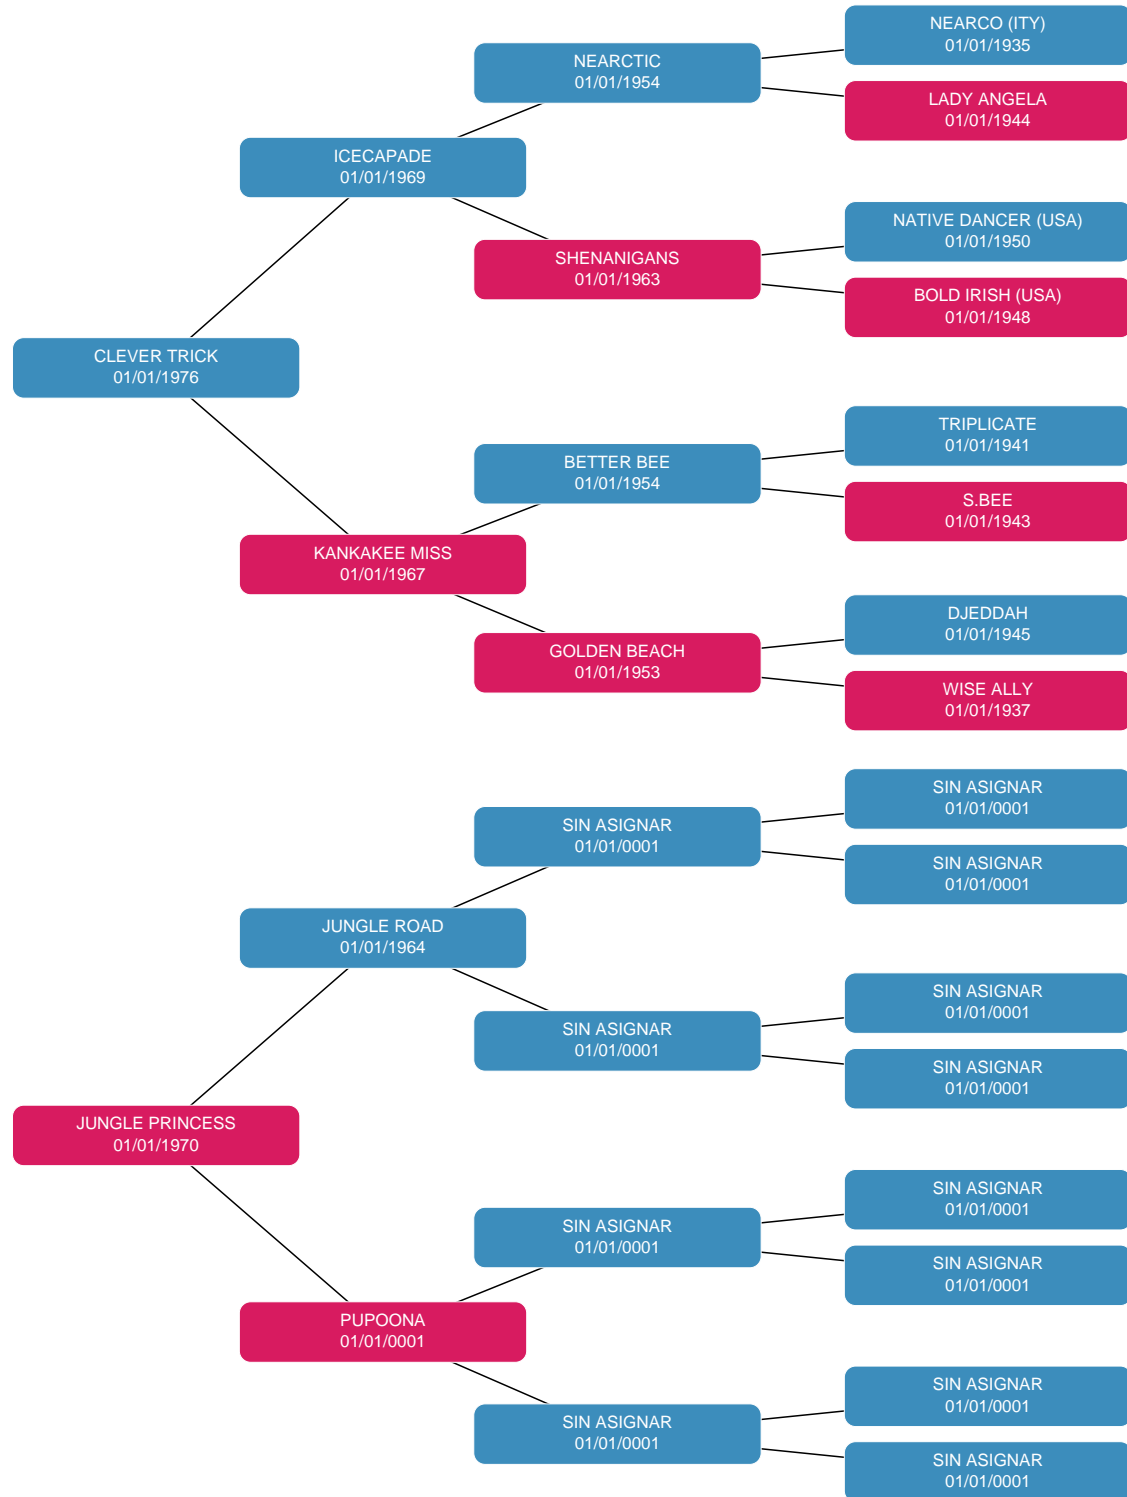 NEARCO (ITY)
01/01/1935
NEARCTIC
01/01/1954
LADY ANGELA
01/01/1944
ICECAPADE
01/01/1969
NATIVE DANCER (USA)
01/01/1950
SHENANIGANS
01/01/1963
BOLD IRISH (USA)
01/01/1948
CLEVER TRICK
01/01/1976
TRIPLICATE
01/01/1941
BETTER BEE
01/01/1954
S.BEE
01/01/1943
KANKAKEE MISS
01/01/1967
DJEDDAH
01/01/1945
GOLDEN BEACH
01/01/1953
WISE ALLY
01/01/1937
SIN ASIGNAR
01/01/0001
SIN ASIGNAR
01/01/0001
SIN ASIGNAR
01/01/0001
JUNGLE ROAD
01/01/1964
SIN ASIGNAR
01/01/0001
SIN ASIGNAR
01/01/0001
SIN ASIGNAR
01/01/0001
JUNGLE PRINCESS
01/01/1970
SIN ASIGNAR
01/01/0001
SIN ASIGNAR
01/01/0001
SIN ASIGNAR
01/01/0001
PUPOONA
01/01/0001
SIN ASIGNAR
01/01/0001
SIN ASIGNAR
01/01/0001
SIN ASIGNAR
01/01/0001